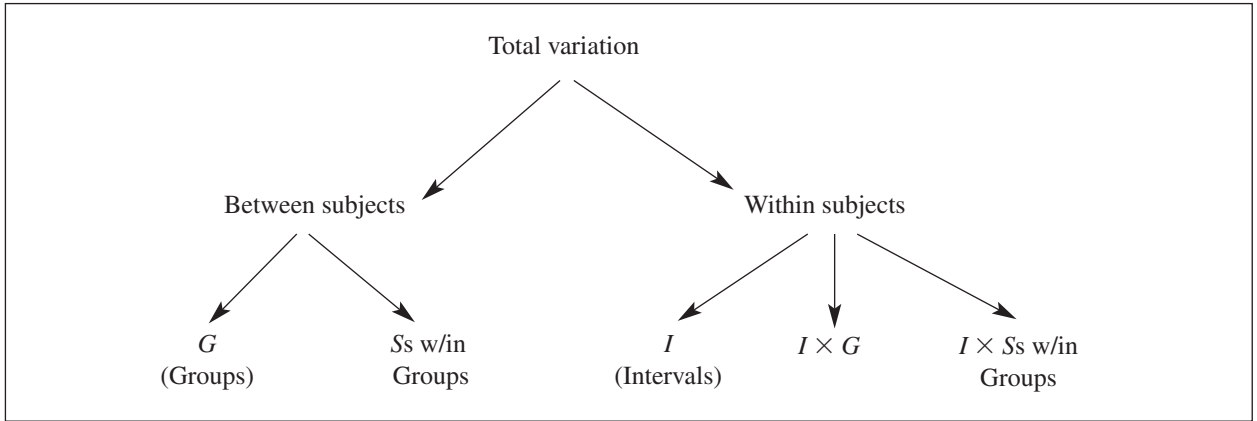 Total variation
Between subjects
Within subjects
G
(Groups)
Ss w/in
Groups
I
(Intervals)
I × G
I × Ss w/in
Groups